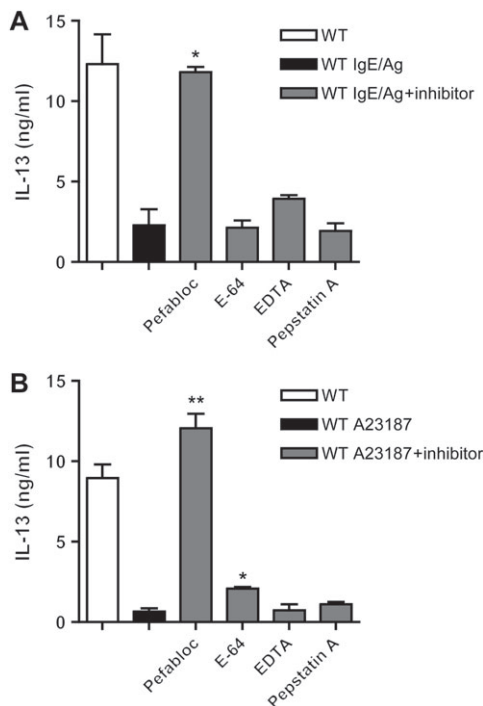 A
WT
WT IgE/Ag
WT IgE/Ag+inhibitor
IL-13 (ng/ml)
15
10
5
0
*
Pefabloc
E-64
EDTA
Pepstatin A
B
WT
WT A23187
WT A23187+inhibitor
IL-13 (ng/ml)
15
10
5
0
**
*
Pefabloc
E-64
EDTA
Pepstatin A